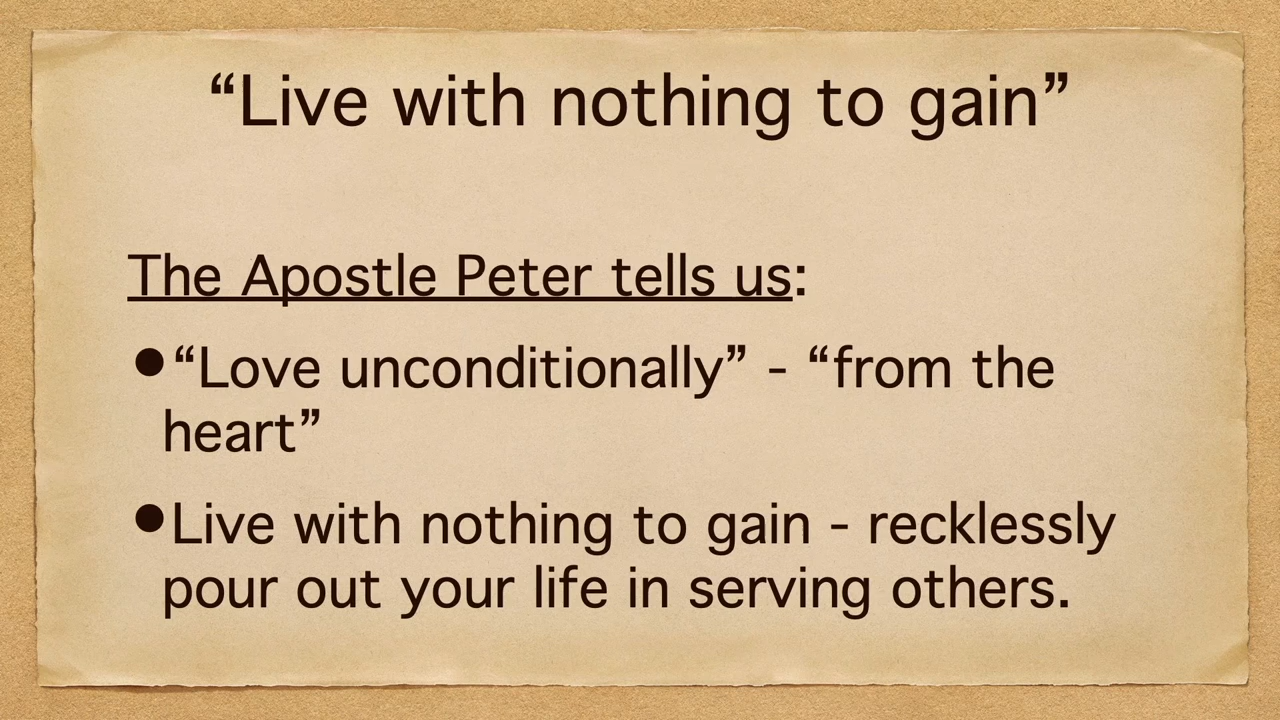 “Live with nothing to gain”
The Apostle Peter tells us:
●“Love unconditionally” - “from the
heart”
●Live with nothing to gain - recklessly
pour out your life in serving others.